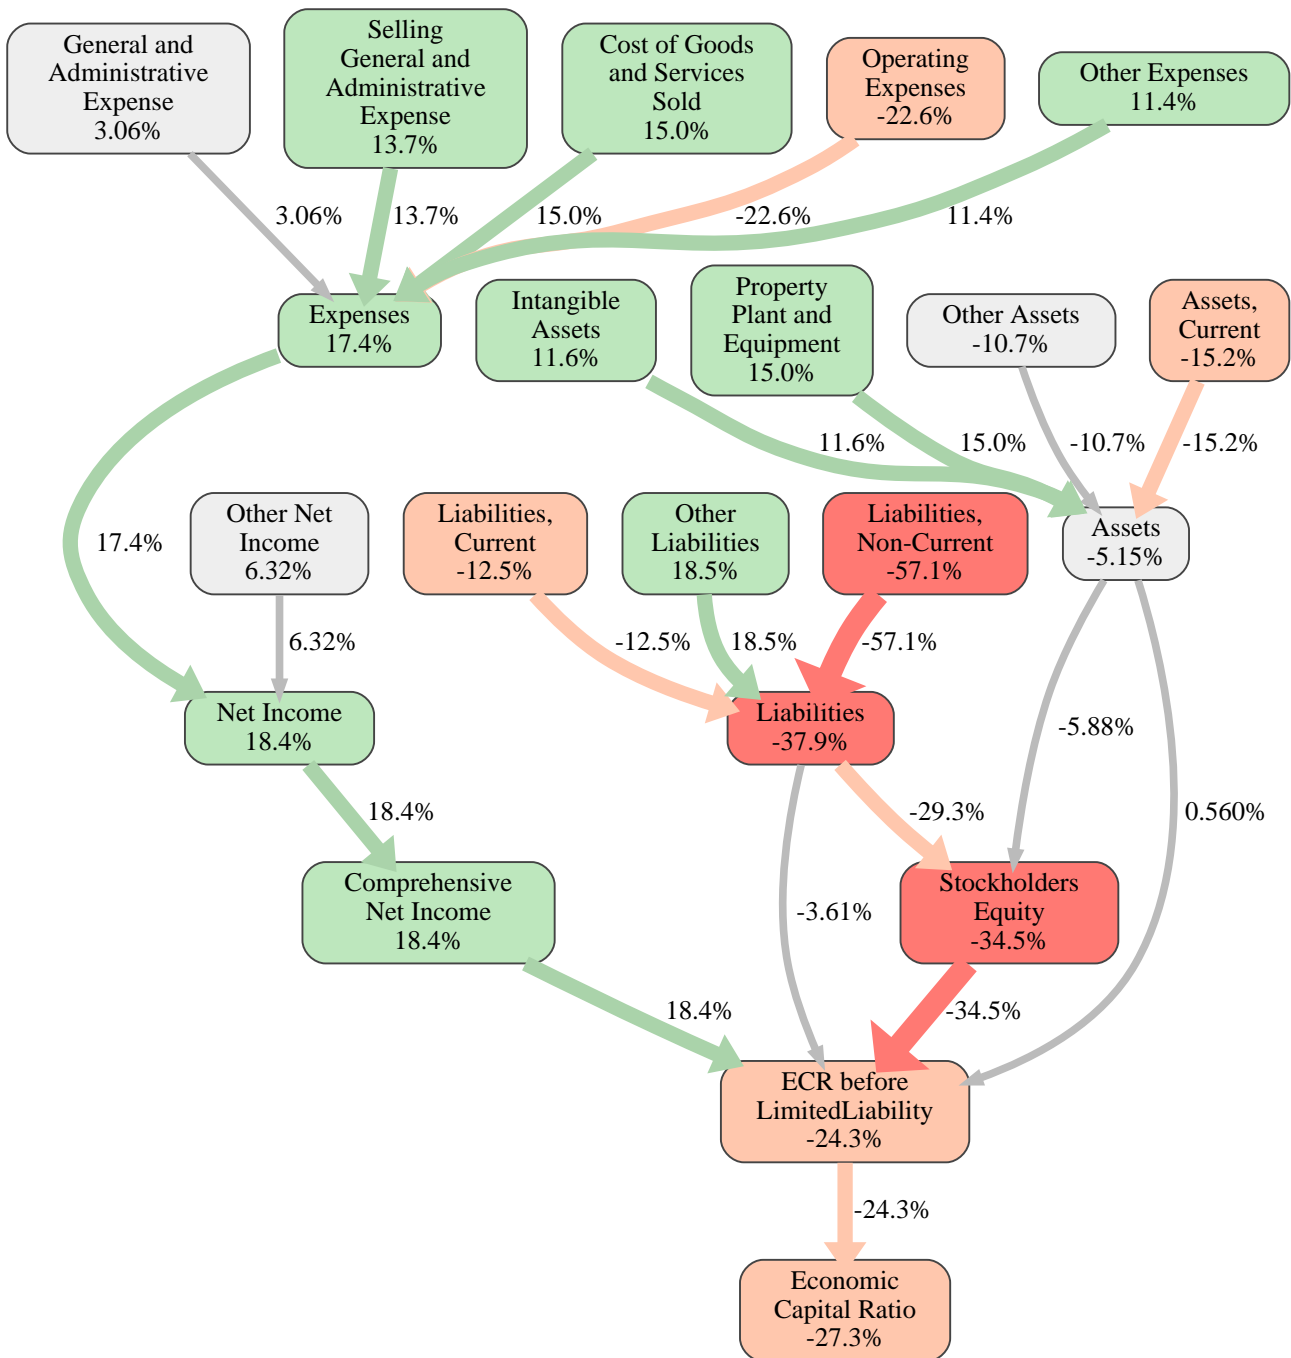 General and
Administrative
Expense
3.06%
Selling
General and
Administrative
Expense
13.7%
Cost of Goods
and Services
Sold
15.0%
Operating
Expenses
-22.6%
Other Expenses
11.4%
3.06%
13.7%
15.0%
-22.6%
11.4%
Expenses
17.4%
Intangible
Assets
11.6%
Property
Plant and
Equipment
15.0%
Other Assets
-10.7%
Assets,
Current
-15.2%
11.6%
15.0%
-10.7%
-15.2%
17.4%
Other Net
Income
6.32%
Liabilities,
Current
-12.5%
Other
Liabilities
18.5%
Liabilities,
Non-Current
-57.1%
Assets
-5.15%
6.32%
-12.5%
18.5%
-57.1%
Net Income
18.4%
Liabilities
-37.9%
-5.88%
18.4%
-29.3%
0.560%
Comprehensive
Net Income
18.4%
-3.61%
Stockholders
Equity
-34.5%
18.4%
-34.5%
ECR before
LimitedLiability
-24.3%
-24.3%
Economic
Capital Ratio
-27.3%